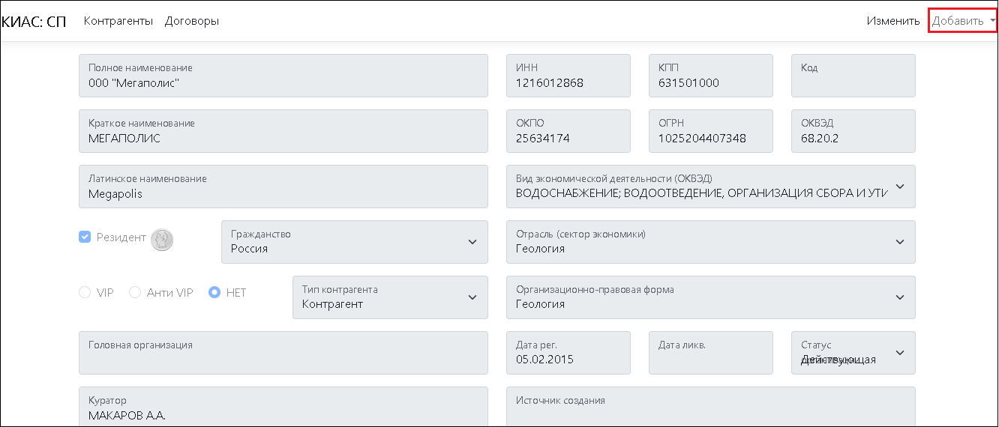 КИАС: СП Контрагенты Договоры Изменить Добавить
Полное наименование ИНН КПП Код
000 "Мегаполис" 1216012868 631501000
Краткое наименование ОКПО ОГРН ОКВЭД
МЕГАПОЛИС 25634174 1025204407348 68.20.2
Латинское наименование Вид экономической деятельности (ОКВЭД)
Megapolis ВОДОСНАБЖЕНИЕ; ВОДООТВЕДЕНИЕ, ОРГАНИЗАЦИЯ СБОРА И УТИ
Резидент Гражданство Отрасль (сектор экономики)
Россия Геология
VIP Анти VIP НЕТ Тип контрагента Организационно-правовая форма
Контрагент Геология
Головная организация Дата рег. Дата ликв. Статус
05.02.2015 Действующая
Куратор Источник создания
МАКАРОВ А.А.